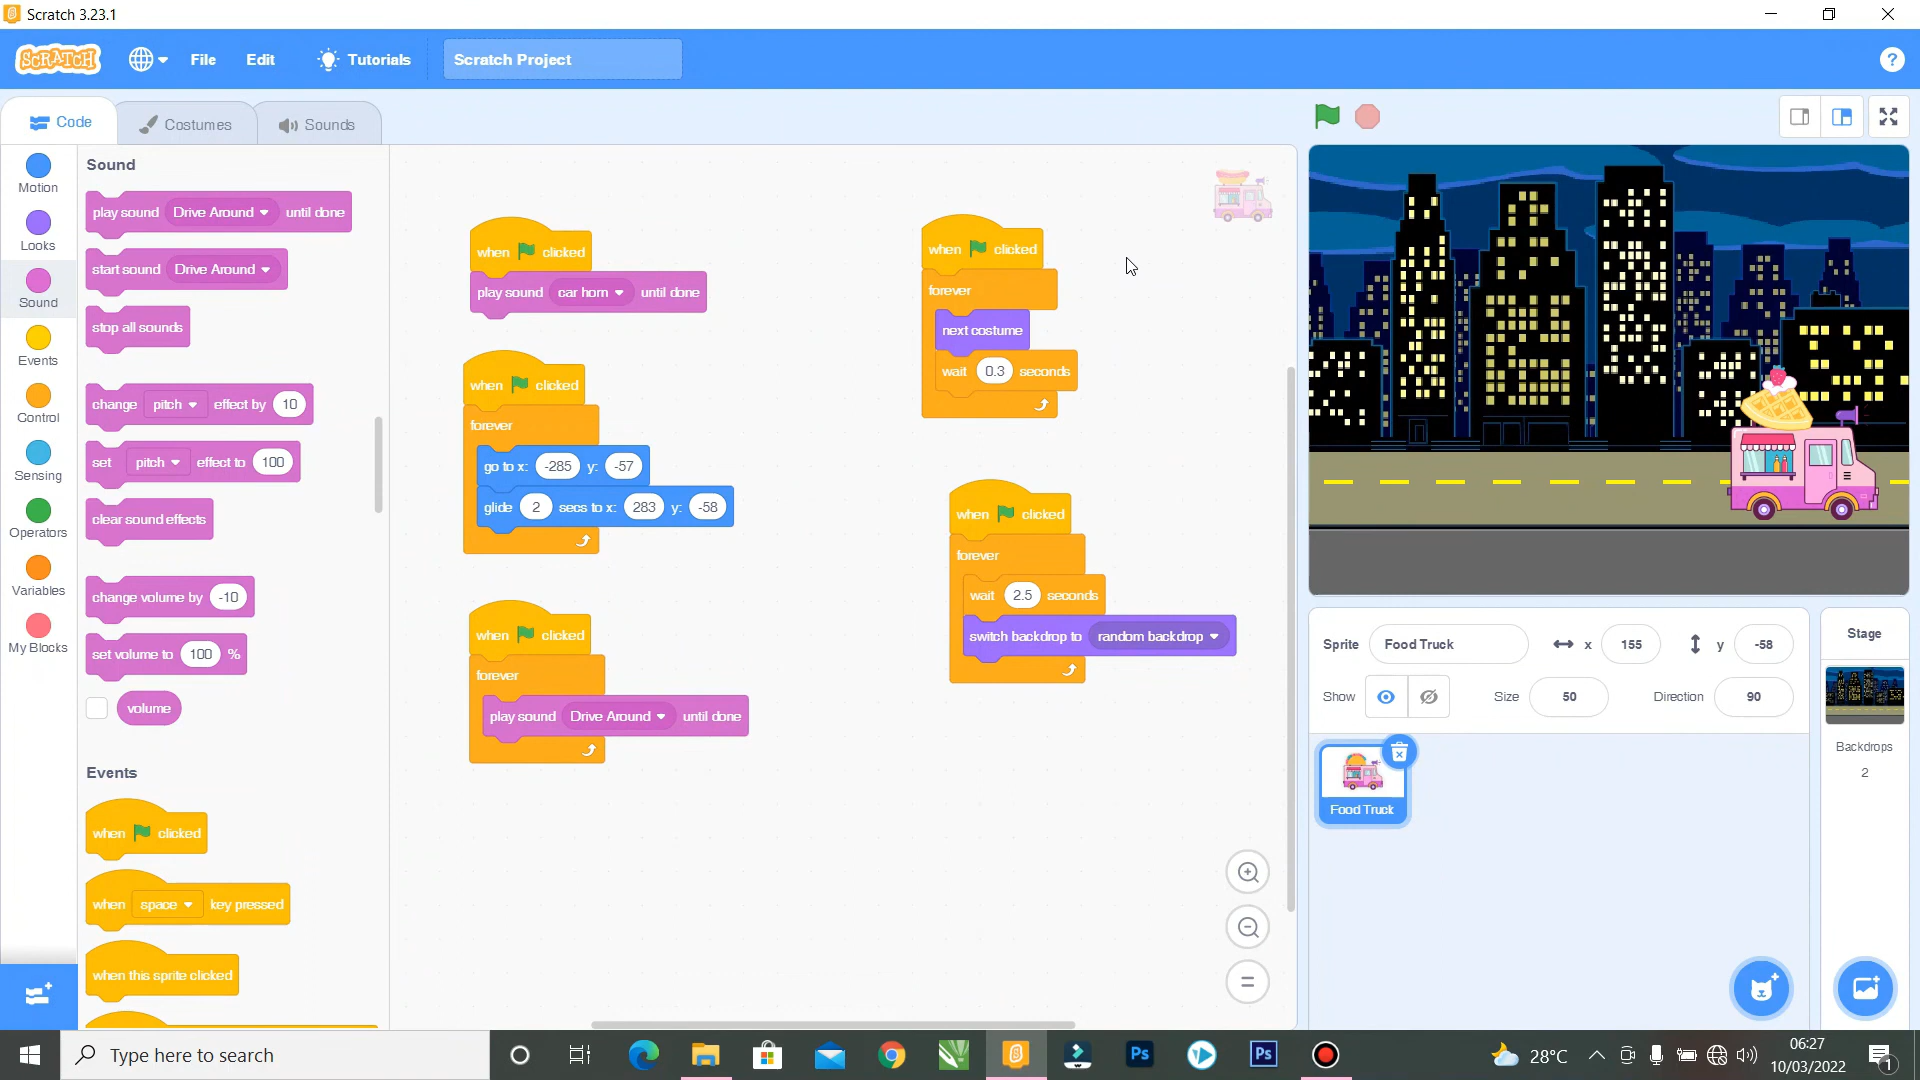 Scratch 3.23.1
SCRATCH
File
Edit
Tutorials
Scratch Project
?
Code
Costumes
Sounds
Motion
Looks
Sound
Events
Control
Sensing
Operators
Variables
My Blocks
Sound
play sound Drive Around until done
start sound Drive Around
stop all sounds
change pitch effect by 10
set pitch effect to 100
clear sound effects
change volume by -10
set volume to 100 %
volume
Events
when clicked
when space key pressed
when this sprite clicked
when clicked
play sound car horn until done
when clicked
forever
go to x: -285 y: -57
glide 2 secs to x: 283 y: -58
when clicked
forever
play sound Drive Around until done
when clicked
forever
next costume
wait 0.3 seconds
when clicked
forever
wait 2.5 seconds
switch backdrop to random backdrop
Sprite Food Truck x 155 y -58
Show Size 50 Direction 90
Food Truck
Stage
Backdrops
2
Type here to search
Ps
Ps
28°C
06:27
10/03/2022
1